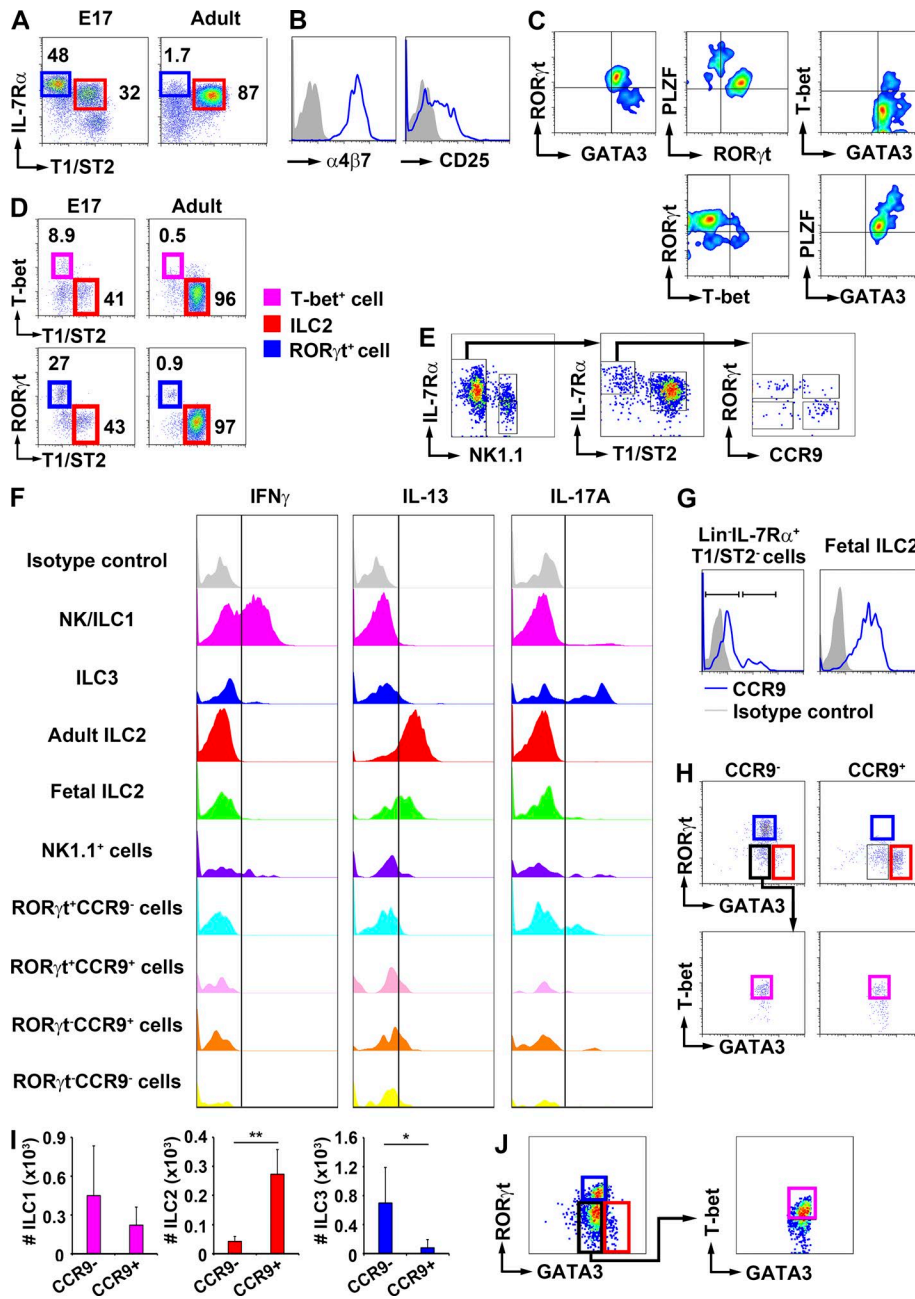 A
E17
Adult
48
32
1.7
87
IL-7Rα
T1/ST2
B
α4β7
CD25
C
RORγt
GATA3
PLZF
RORγt
T-bet
GATA3
RORγt
T-bet
PLZF
GATA3
D
E17
Adult
8.9
41
0.5
96
T-bet
T1/ST2
27
43
0.9
97
RORγt
T1/ST2
T-bet⁺ cell
ILC2
RORγt⁺ cell
E
IL-7Rα
NK1.1
IL-7Rα
T1/ST2
RORγt
CCR9
F
IFNγ
IL-13
IL-17A
Isotype control
NK/ILC1
ILC3
Adult ILC2
Fetal ILC2
NK1.1⁺ cells
RORγt⁺CCR9⁻ cells
RORγt⁺CCR9⁺ cells
RORγt⁻CCR9⁺ cells
RORγt⁻CCR9⁻ cells
G
Lin⁻IL-7Rα⁺
T1/ST2⁻ cells
Fetal ILC2
CCR9
Isotype control
H
CCR9⁻
CCR9⁺
RORγt
GATA3
T-bet
GATA3
I
# ILC1 (x10³)
0.9
0.6
0.3
0
CCR9-
CCR9+
# ILC2 (x10³)
0.4
0.3
0.2
0.1
0
**
CCR9-
CCR9+
# ILC3 (x10³)
1.6
1.2
0.8
0.4
0
*
CCR9-
CCR9+
J
RORγt
GATA3
T-bet
GATA3